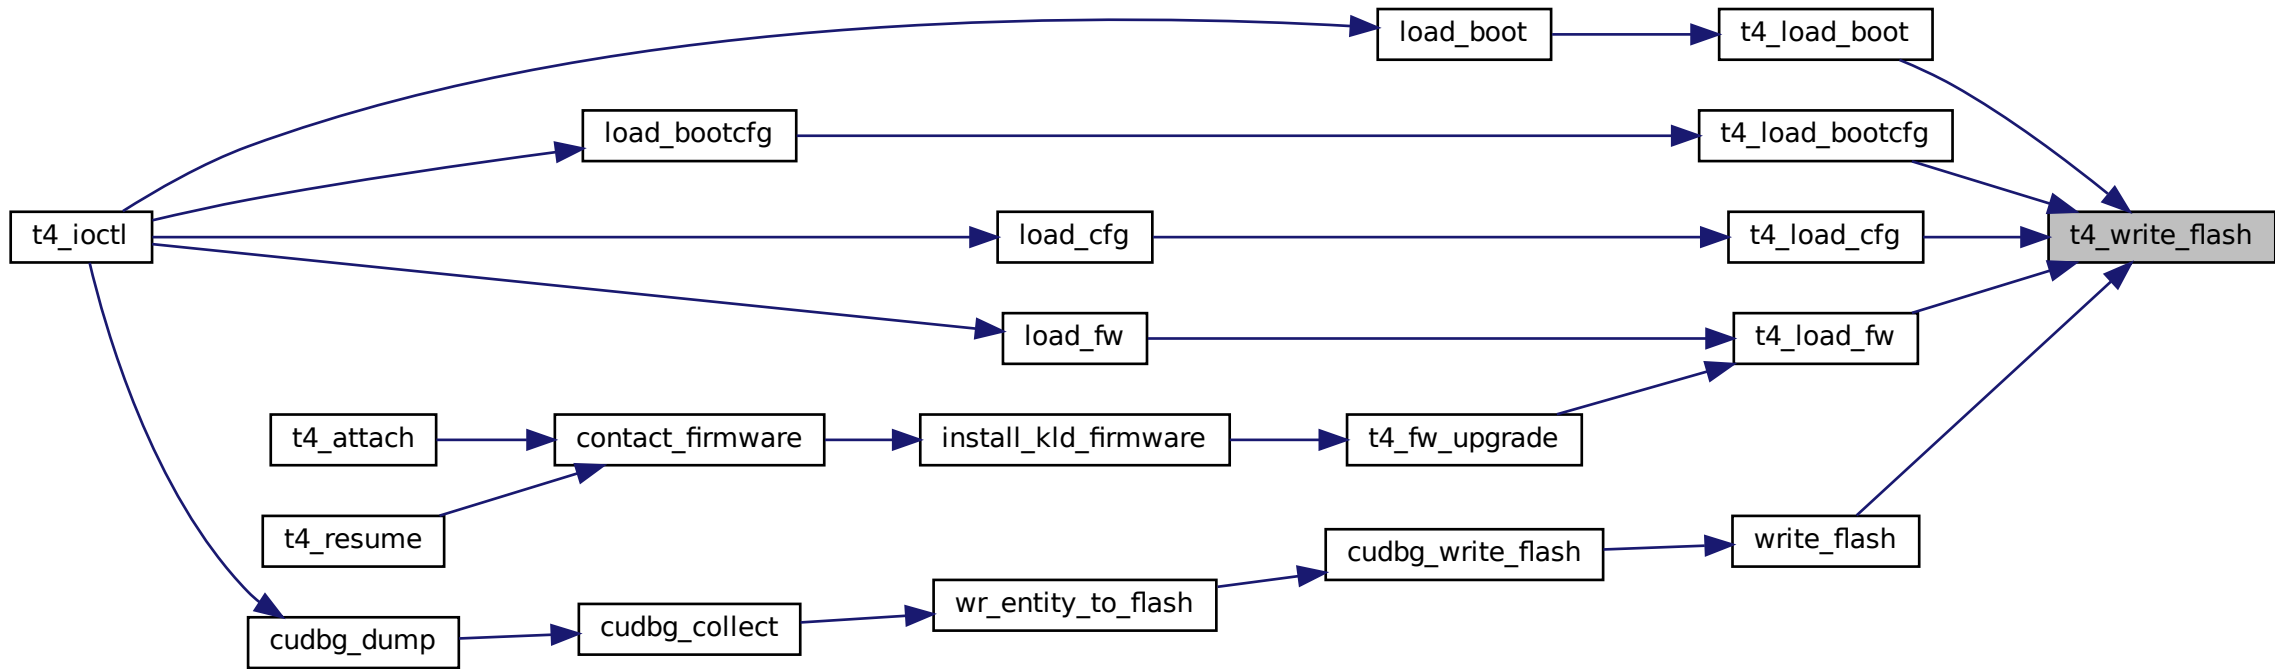 load_boot
t4_load_boot
load_bootcfg
t4_load_bootcfg
t4_ioctl
load_cfg
t4_load_cfg
t4_write_flash
load_fw
t4_load_fw
t4_attach
contact_firmware
install_kld_firmware
t4_fw_upgrade
t4_resume
cudbg_write_flash
write_flash
cudbg_dump
cudbg_collect
wr_entity_to_flash